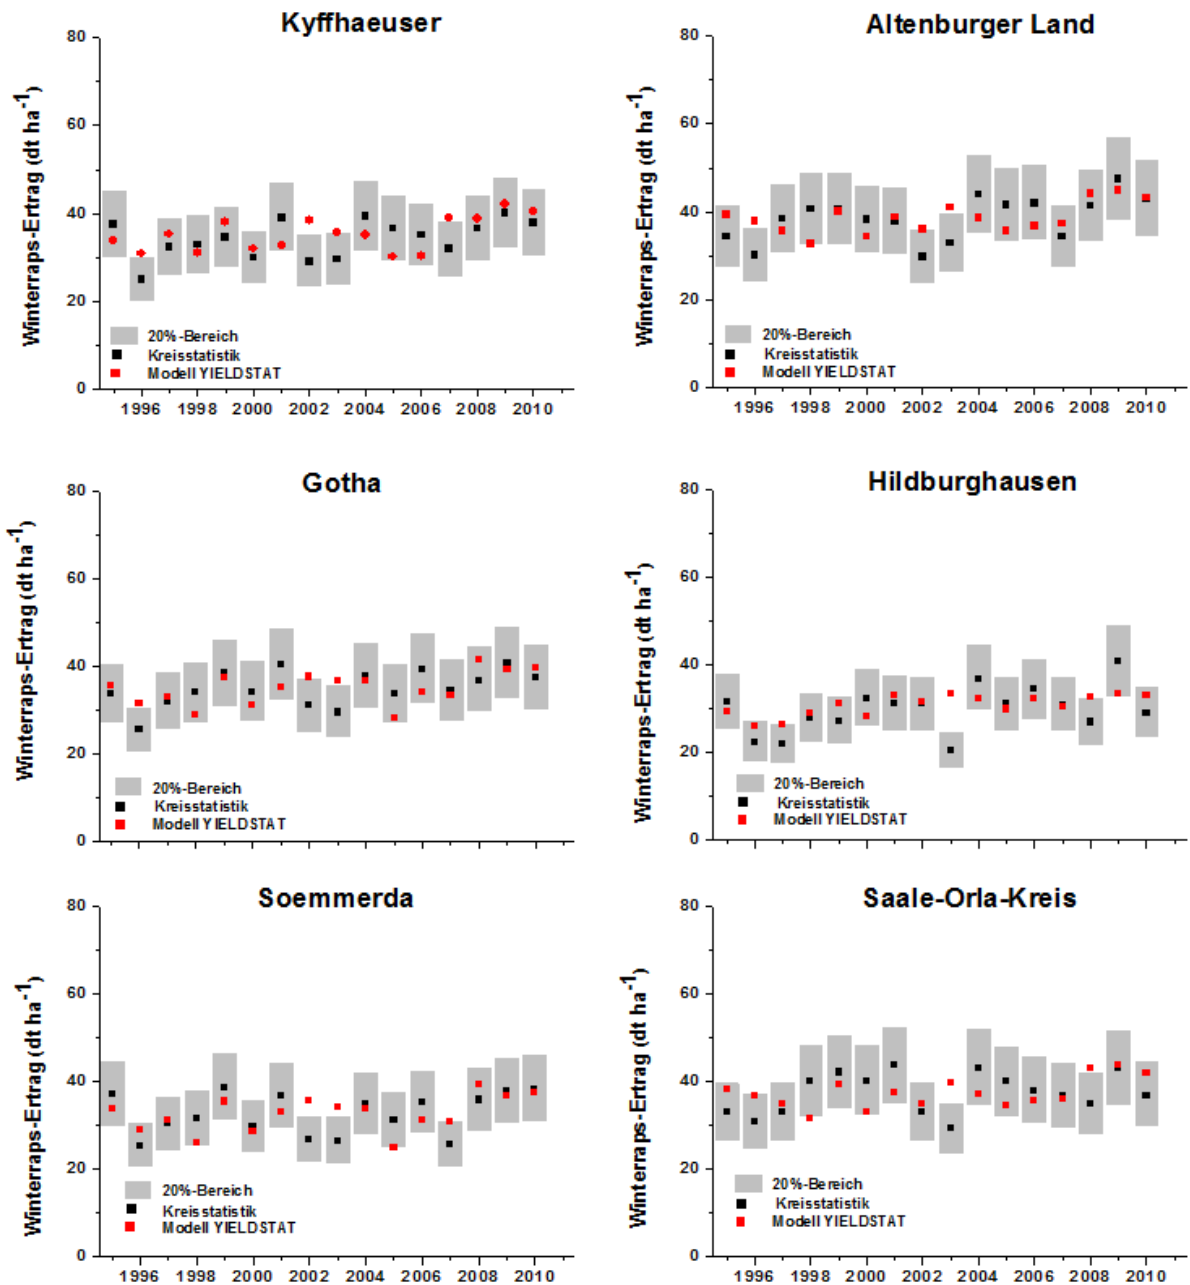 Kyffhaeuser
Winterraps-Ertrag (dt ha⁻¹)
80
60
40
20
0
20%-Bereich
Kreisstatistik
Modell YIELDSTAT
1996 1998 2000 2002 2004 2006 2008 2010
Altenburger Land
Winterraps-Ertrag (dt ha⁻¹)
80
60
40
20
0
20%-Bereich
Kreisstatistik
Modell YIELDSTAT
1996 1998 2000 2002 2004 2006 2008 2010
Gotha
Winterraps-Ertrag (dt ha⁻¹)
80
60
40
20
0
20%-Bereich
Kreisstatistik
Modell YIELDSTAT
Hildburghausen
Winterraps-Ertrag (dt ha⁻¹)
80
60
40
20
0
20%-Bereich
Kreisstatistik
Modell YIELDSTAT
Soemmerda
Winterraps-Ertrag (dt ha⁻¹)
80
60
40
20
0
20%-Bereich
Kreisstatistik
Modell YIELDSTAT
1996 1998 2000 2002 2004 2006 2008 2010
Saale-Orla-Kreis
Winterraps-Ertrag (dt ha⁻¹)
80
60
40
20
0
20%-Bereich
Kreisstatistik
Modell YIELDSTAT
1996 1998 2000 2002 2004 2006 2008 2010